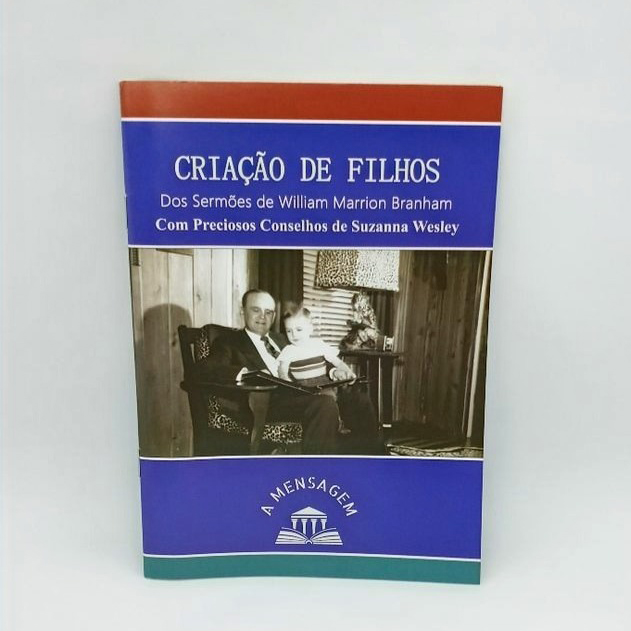 CRIAÇÃO DE FILHOS
Dos Sermões de William Marrion Branham
Com Preciosos Conselhos de Suzanna Wesley
A MENSAGEM